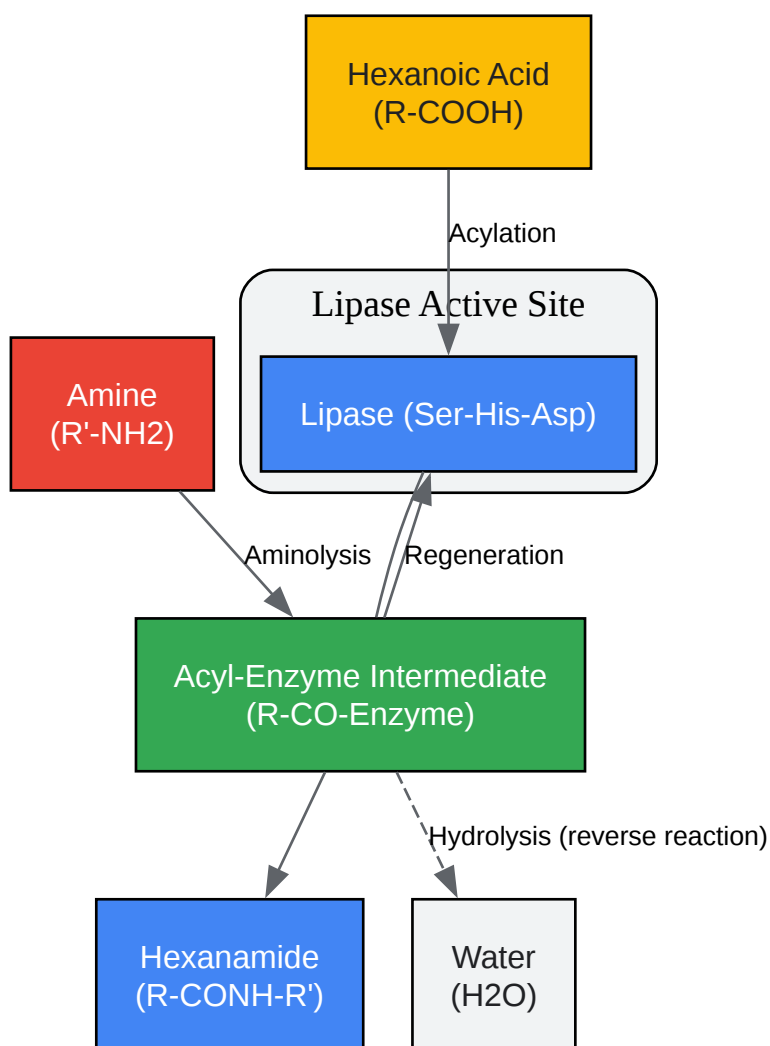 Hexanoic Acid
(R-COOH)
Acylation
Lipase Active Site
Lipase (Ser-His-Asp)
Amine
(R'-NH2)
Aminolysis
Regeneration
Acyl-Enzyme Intermediate
(R-CO-Enzyme)
Hydrolysis (reverse reaction)
Hexanamide
(R-CONH-R')
Water
(H2O)